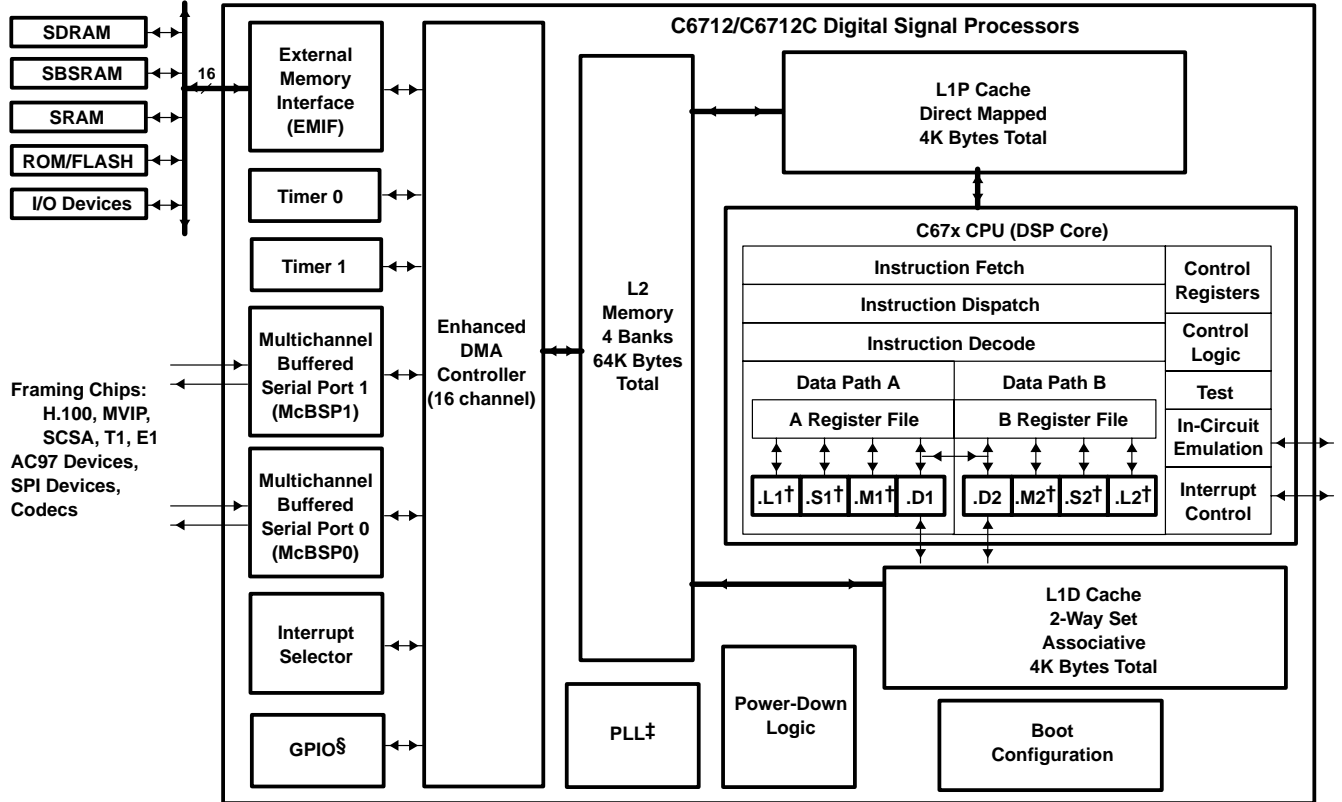 C6712/C6712C Digital Signal Processors
SDRAM
SBSRAM
SRAM
ROM/FLASH
I/O Devices
16
External
Memory
Interface
(EMIF)
Timer 0
Timer 1
Multichannel
Buffered
Serial Port 1
(McBSP1)
Framing Chips:
H.100, MVIP,
SCSA, T1, E1
AC97 Devices,
SPI Devices,
Codecs
Multichannel
Buffered
Serial Port 0
(McBSP0)
Interrupt
Selector
GPIO§
Enhanced
DMA
Controller
(16 channel)
L2
Memory
4 Banks
64K Bytes
Total
PLL‡
Power-Down
Logic
L1P Cache
Direct Mapped
4K Bytes Total
C67x CPU (DSP Core)
Instruction Fetch
Instruction Dispatch
Instruction Decode
Data Path A
Data Path B
A Register File
B Register File
.L1† .S1† .M1† .D1 .D2 .M2† .S2† .L2†
Control
Registers
Control
Logic
Test
In-Circuit
Emulation
Interrupt
Control
L1D Cache
2-Way Set
Associative
4K Bytes Total
Boot
Configuration